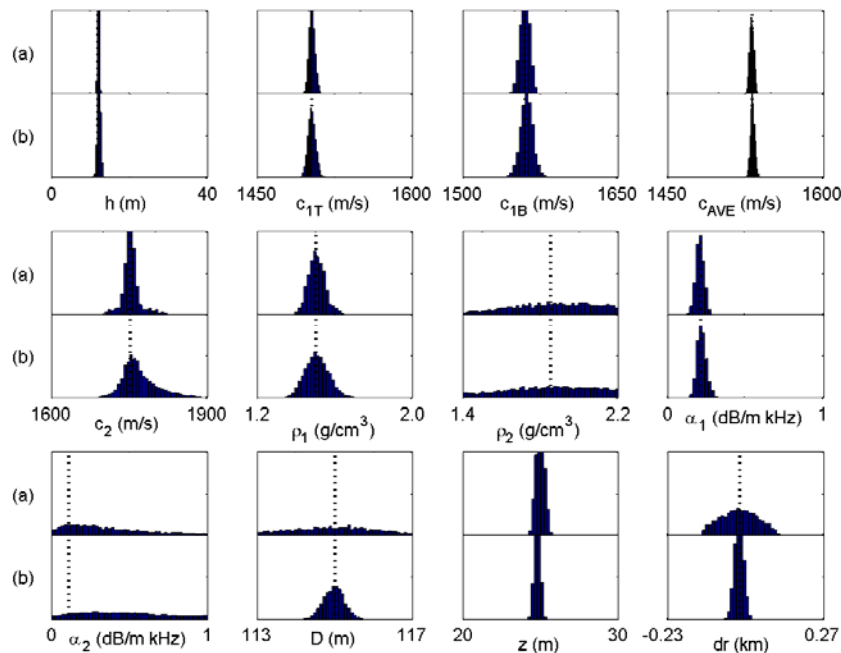 (a)
(b)
0 h (m) 40
1450 c1T (m/s) 1600
1500 c1B (m/s) 1650
1450 cAVE (m/s) 1600
(a)
(b)
1600 c2 (m/s) 1900
1.2 ρ1 (g/cm3) 2.0
1.4 ρ2 (g/cm3) 2.2
0 α1 (dB/m kHz) 1
(a)
(b)
0 α2 (dB/m kHz) 1
113 D (m) 117
20 z (m) 30
-0.23 dr (km) 0.27